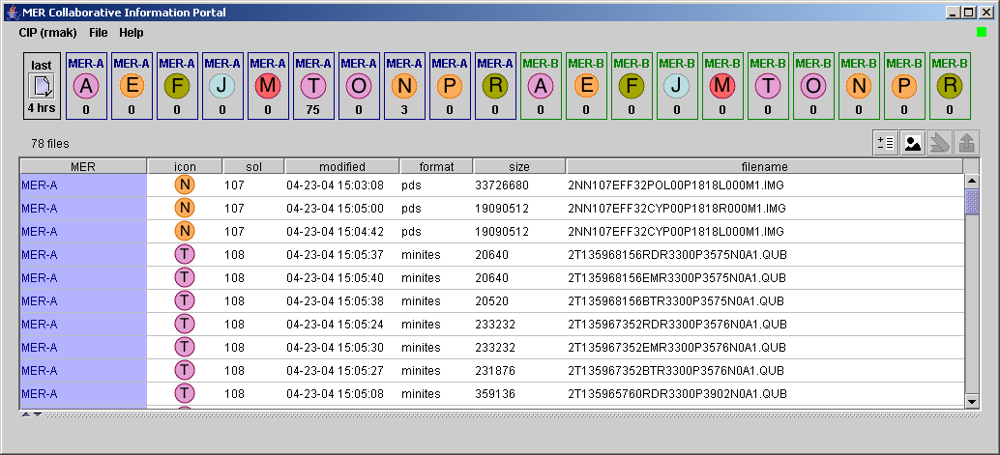 MER Collaborative Information Portal
CIP (rmak) File Help
last MER-A MER-A MER-A MER-A MER-A MER-A MER-A MER-A MER-A MER-A MER-B MER-B MER-B MER-B MER-B MER-B MER-B MER-B MER-B MER-B
A E F J M T O N P R A E F J M T O N P R
4 hrs 0 0 0 0 0 75 0 3 0 0 0 0 0 0 0 0 0 0 0 0
78 files
MER icon sol modified format size filename
MER-A N 107 04-23-04 15:03:08 pds 33726680 2NN107EFF32POL00P1818L000M1.IMG
MER-A N 107 04-23-04 15:05:00 pds 19090512 2NN107EFF32CYP00P1818R000M1.IMG
MER-A N 107 04-23-04 15:04:42 pds 19090512 2NN107EFF32CYP00P1818L000M1.IMG
MER-A T 108 04-23-04 15:05:37 minites 20640 2T135968156RDR3300P3575N0A1.QUB
MER-A T 108 04-23-04 15:05:40 minites 20640 2T135968156EMR3300P3575N0A1.QUB
MER-A T 108 04-23-04 15:05:38 minites 20520 2T135968156BTR3300P3575N0A1.QUB
MER-A T 108 04-23-04 15:05:24 minites 233232 2T135967352RDR3300P3576N0A1.QUB
MER-A T 108 04-23-04 15:05:30 minites 233232 2T135967352EMR3300P3576N0A1.QUB
MER-A T 108 04-23-04 15:05:27 minites 231876 2T135967352BTR3300P3576N0A1.QUB
MER-A T 108 04-23-04 15:05:08 minites 359136 2T135965760RDR3300P3902N0A1.QUB